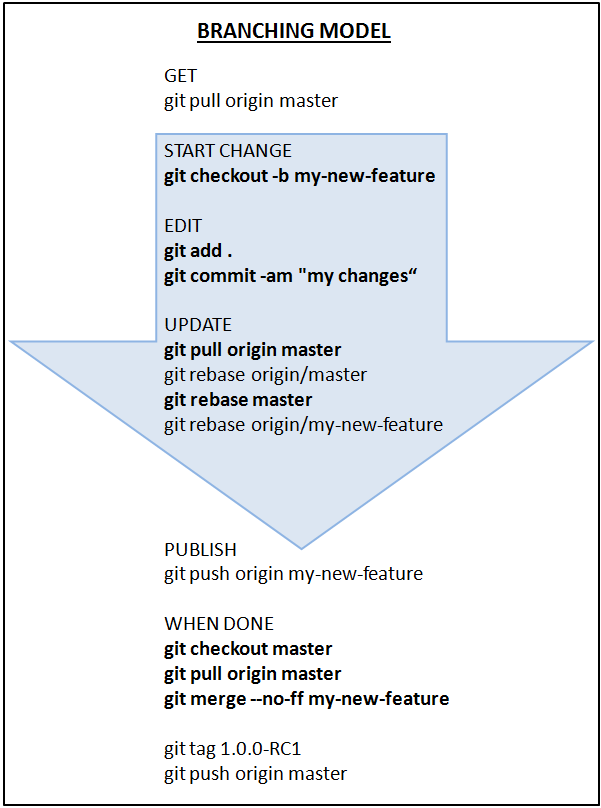 BRANCHING MODEL
GET
git pull origin master
START CHANGE
git checkout -b my-new-feature
EDIT
git add .
git commit -am "my changes“
UPDATE
git pull origin master
git rebase origin/master
git rebase master
git rebase origin/my-new-feature
PUBLISH
git push origin my-new-feature
WHEN DONE
git checkout master
git pull origin master
git merge --no-ff my-new-feature
git tag 1.0.0-RC1
git push origin master